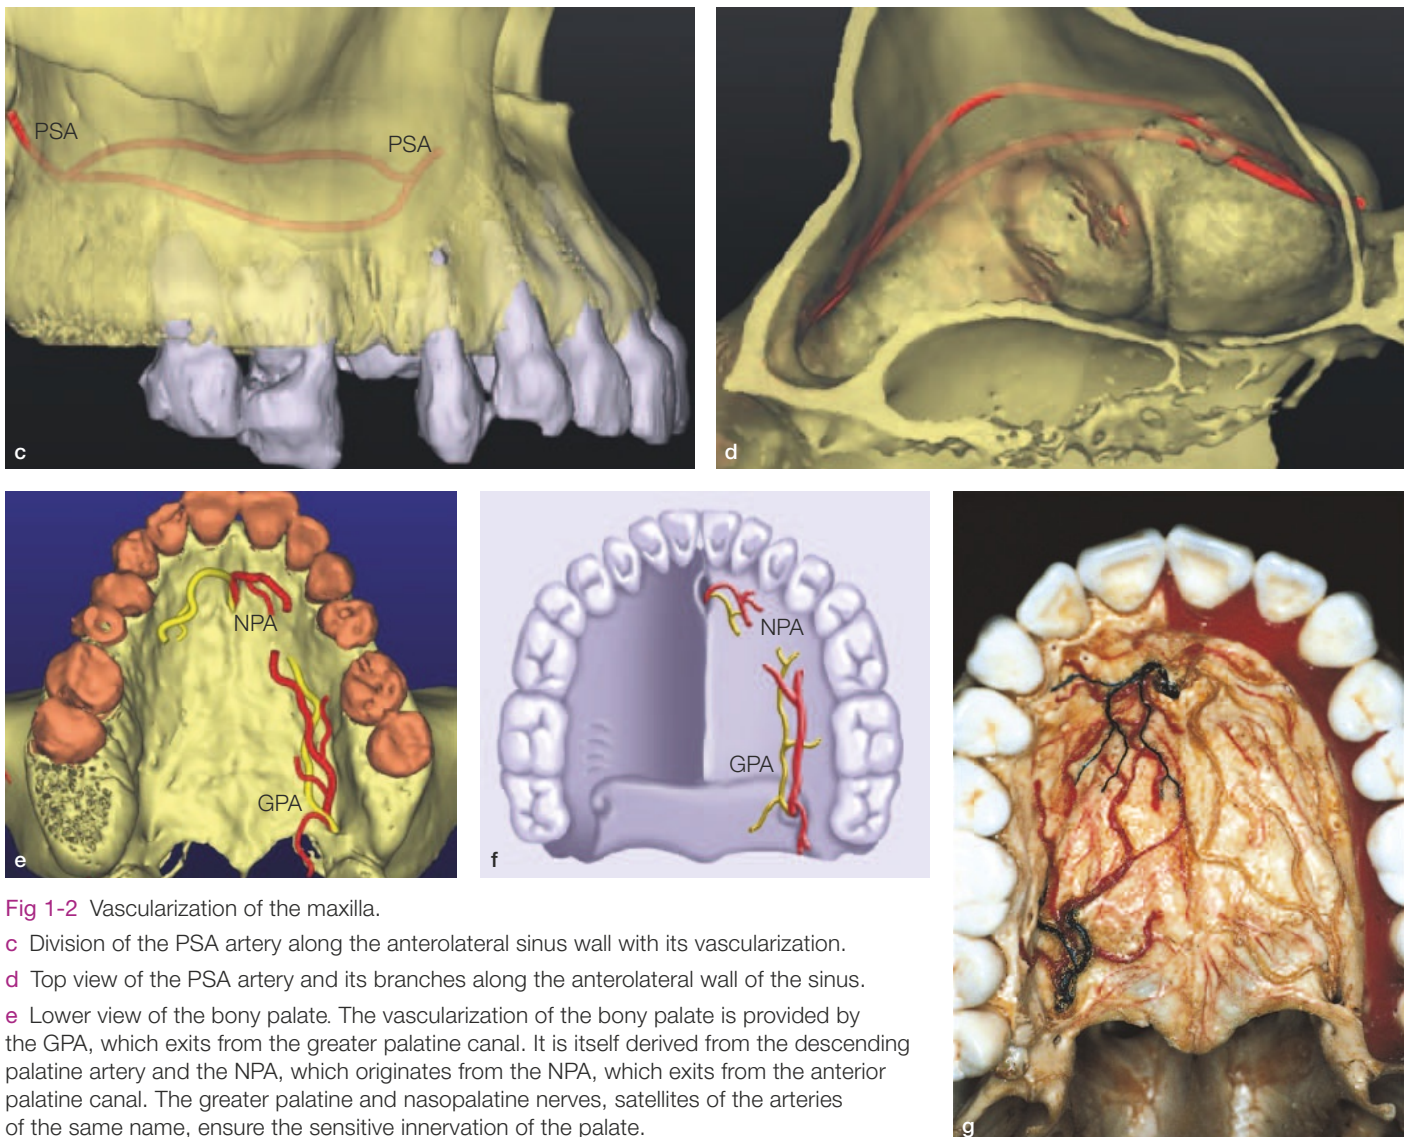 PSA
PSA
c
d
NPA
GPA
e
NPA
GPA
f
g
Fig 1-2 Vascularization of the maxilla.
c Division of the PSA artery along the anterolateral sinus wall with its vascularization.
d Top view of the PSA artery and its branches along the anterolateral wall of the sinus.
e Lower view of the bony palate. The vascularization of the bony palate is provided by
the GPA, which exits from the greater palatine canal. It is itself derived from the descending
palatine artery and the NPA, which originates from the NPA, which exits from the anterior
palatine canal. The greater palatine and nasopalatine nerves, satellites of the arteries
of the same name, ensure the sensitive innervation of the palate.